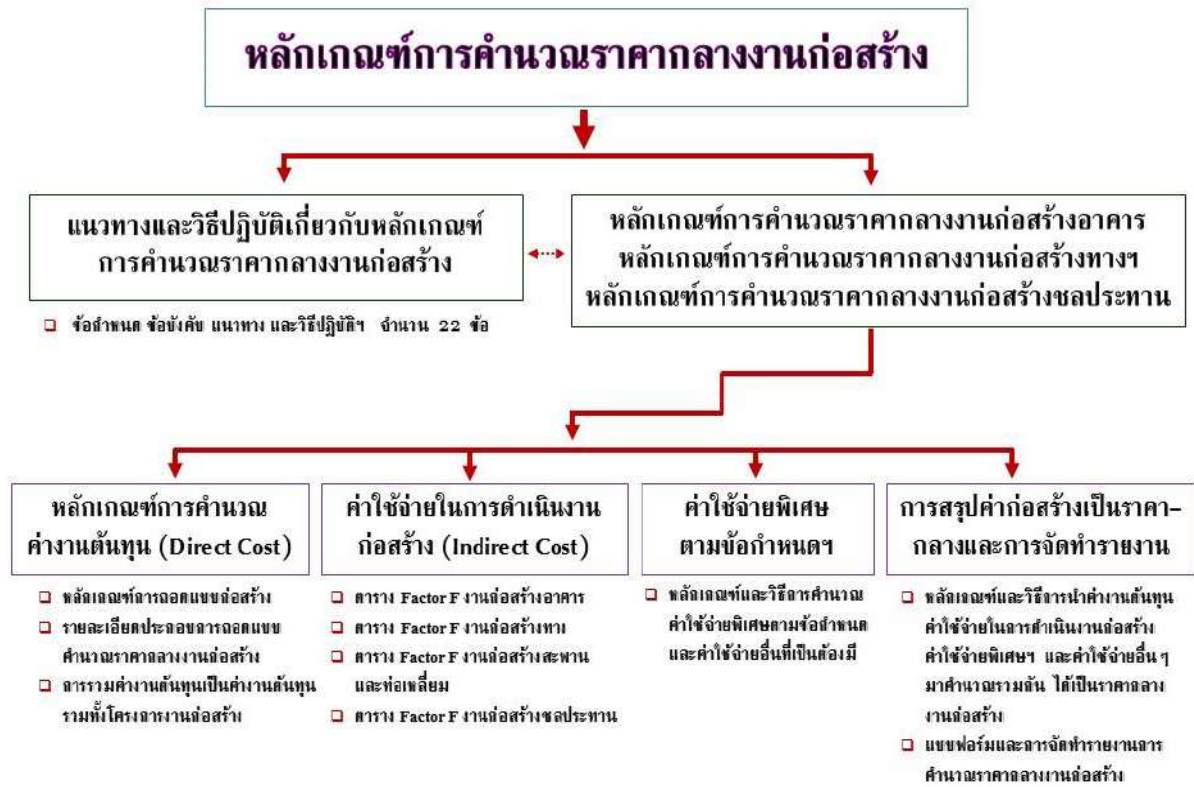 หลักเกณฑ์การคำนวณราคากลางงานก่อสร้าง
แนวทางและวิธีปฏิบัติเกี่ยวกับหลักเกณฑ์
การคำนวณราคากลางงานก่อสร้าง
ข้อกำหนด ข้อบังคับ แนวทาง และวิธีปฏิบัติฯ จำนวน 22 ข้อ
หลักเกณฑ์การคำนวณราคากลางงานก่อสร้างอาคาร
หลักเกณฑ์การคำนวณราคากลางงานก่อสร้างทางฯ
หลักเกณฑ์การคำนวณราคากลางงานก่อสร้างชลประทาน
หลักเกณฑ์การคำนวณ
ค่างานต้นทุน (Direct Cost)
หลักเกณฑ์การถอดแบบก่อสร้าง
รายละเอียดประกอบการถอดแบบ
คำนวณราคากลางงานก่อสร้าง
การรวมค่างานต้นทุนเป็นค่างานต้นทุน
รวมทั้งโครงการงานก่อสร้าง
ค่าใช้จ่ายในการดำเนินงาน
ก่อสร้าง (Indirect Cost)
ตาราง Factor F งานก่อสร้างอาคาร
ตาราง Factor F งานก่อสร้างทาง
ตาราง Factor F งานก่อสร้างสะพาน
และท่อเหลี่ยม
ตาราง Factor F งานก่อสร้างชลประทาน
ค่าใช้จ่ายพิเศษ
ตามข้อกำหนดฯ
หลักเกณฑ์และวิธีการคำนวณ
ค่าใช้จ่ายพิเศษตามข้อกำหนด
และค่าใช้จ่ายอื่นที่เป็นต้องมี
การสรุปค่าก่อสร้างเป็นราคา-
กลางและการจัดทำรายงาน
หลักเกณฑ์และวิธีการนำค่างานต้นทุน
ค่าใช้จ่ายในการดำเนินงานก่อสร้าง
ค่าใช้จ่ายพิเศษฯ และค่าใช้จ่ายอื่น ๆ
มาคำนวณรวมกัน ได้เป็นราคากลาง
งานก่อสร้าง
แบบฟอร์มและการจัดทำรายงานการ
คำนวณราคากลางงานก่อสร้าง